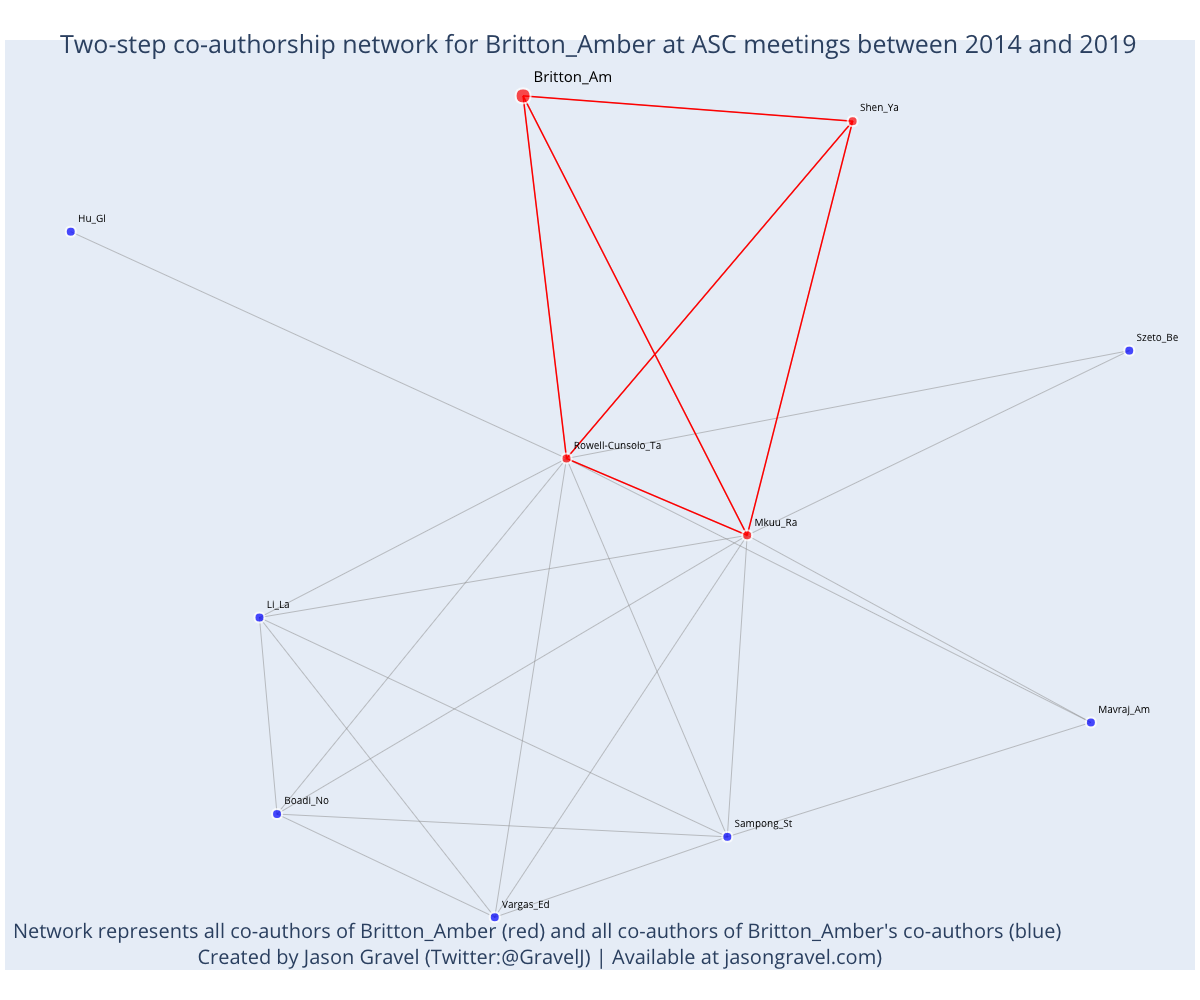 Two-step co-authorship network for Britton_Amber at ASC meetings between 2014 and 2019
Britton_Am
Shen_Ya
Hu_Gl
Szeto_Be
Rowell-Cunsolo_Ta
Mkuu_Ra
Li_La
Mavraj_Am
Boadi_No
Sampong_St
Vargas_Ed
Network represents all co-authors of Britton_Amber (red) and all co-authors of Britton_Amber's co-authors (blue)
Created by Jason Gravel (Twitter:@GravelJ) | Available at jasongravel.com)